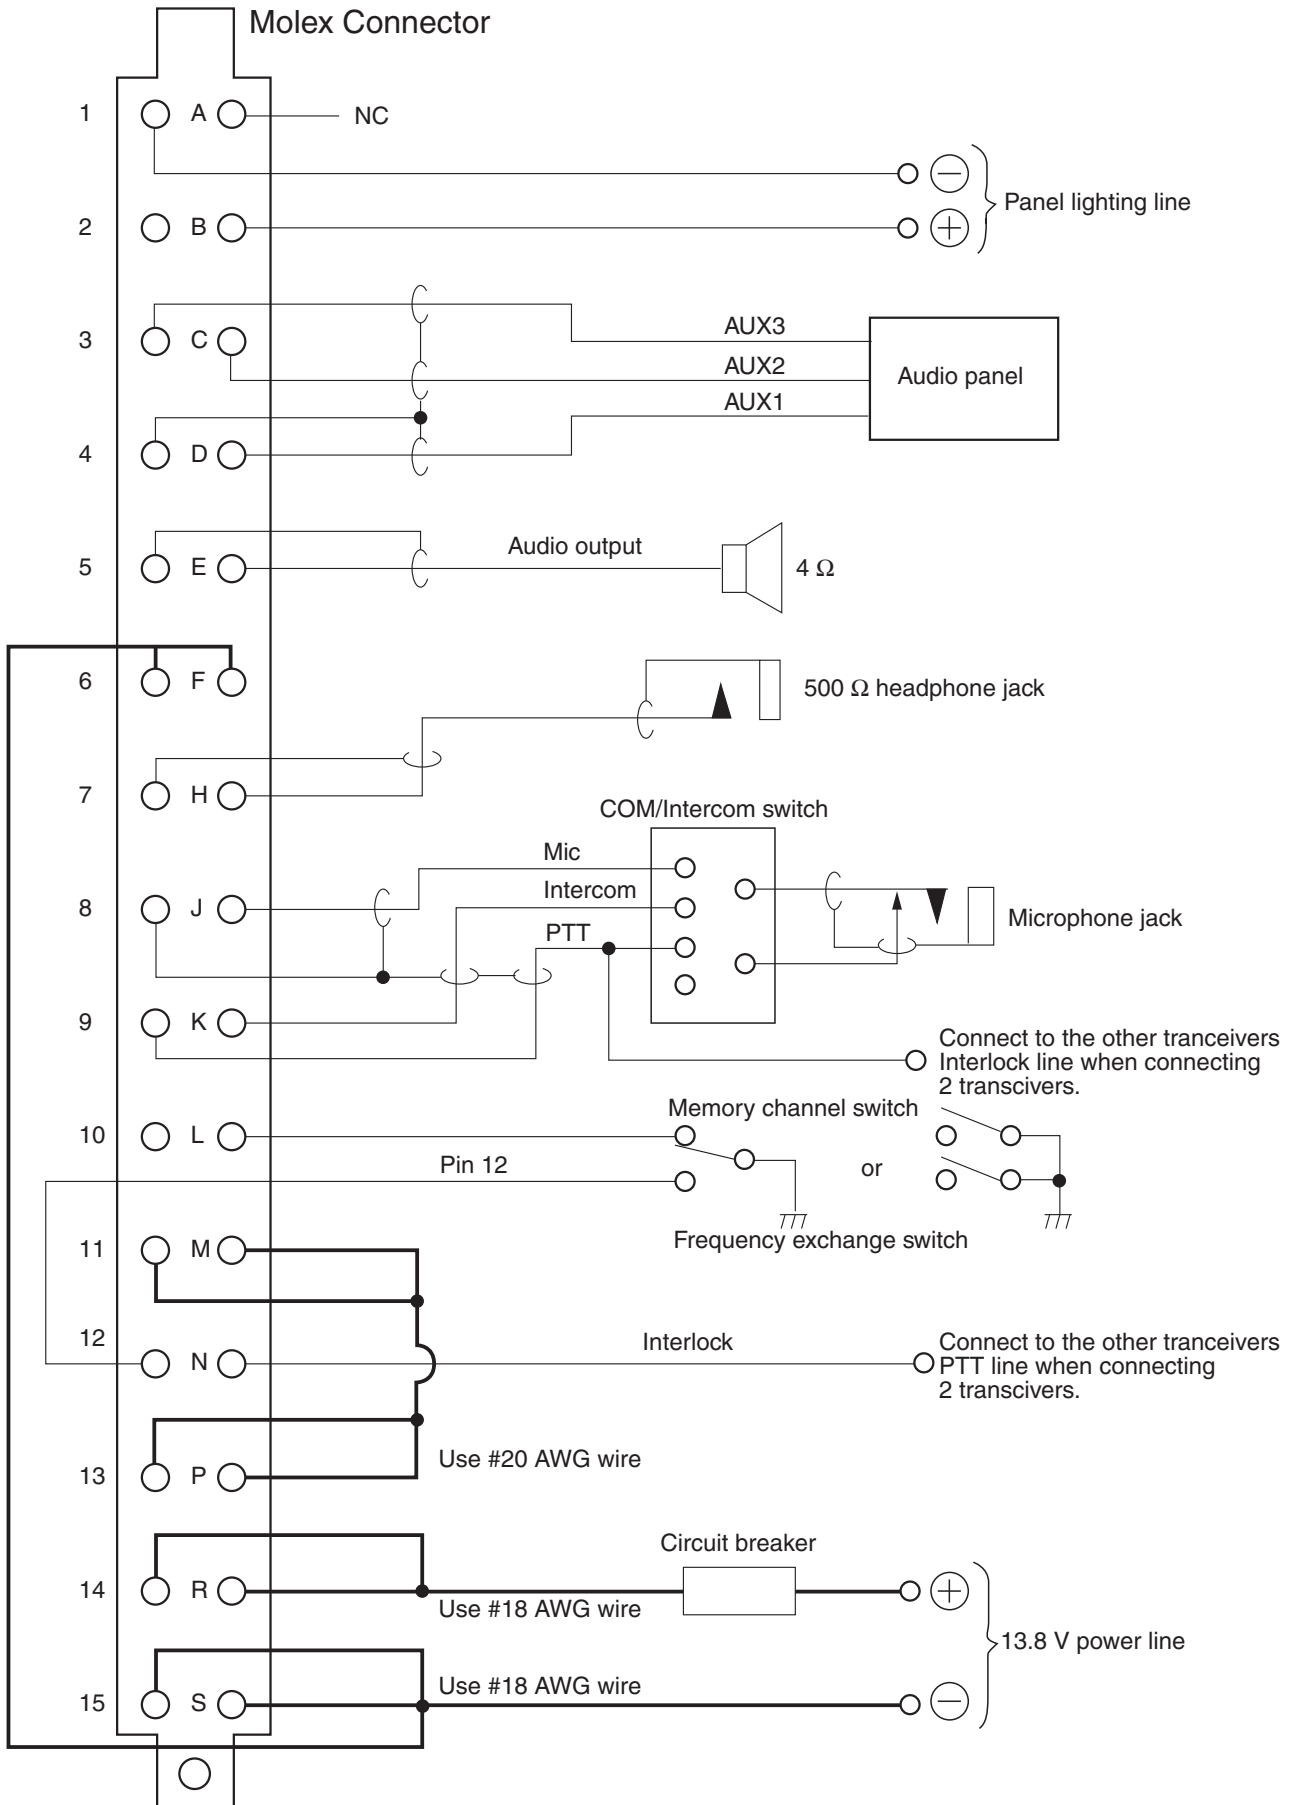 Molex Connector
1 A NC
Panel lighting line
2 B
3 C AUX3
AUX2
Audio panel
AUX1
4 D
Audio output
5 E 4 Ω
6 F
500 Ω headphone jack
7 H
COM/Intercom switch
Mic
8 J Intercom
Microphone jack
PTT
9 K
Connect to the other tranceivers
Interlock line when connecting
2 transcivers.
Memory channel switch
10 L
Pin 12
or
Frequency exchange switch
11 M
12 N Interlock
Connect to the other tranceivers
PTT line when connecting
2 transcivers.
Use #20 AWG wire
13 P
Circuit breaker
14 R
Use #18 AWG wire
13.8 V power line
Use #18 AWG wire
15 S